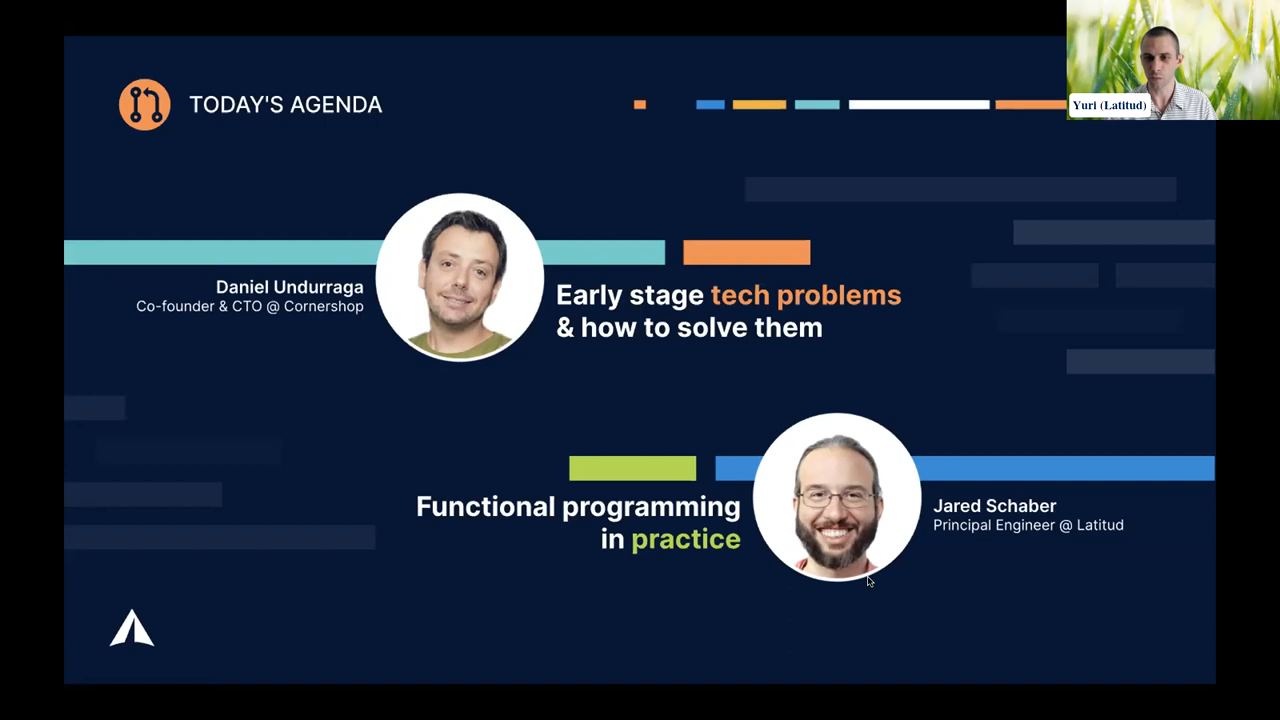 TODAY'S AGENDA
Yuri (Latitud)
Daniel Undurraga
Co-founder & CTO @ Cornershop
Early stage tech problems
& how to solve them
Functional programming
in practice
Jared Schaber
Principal Engineer @ Latitud